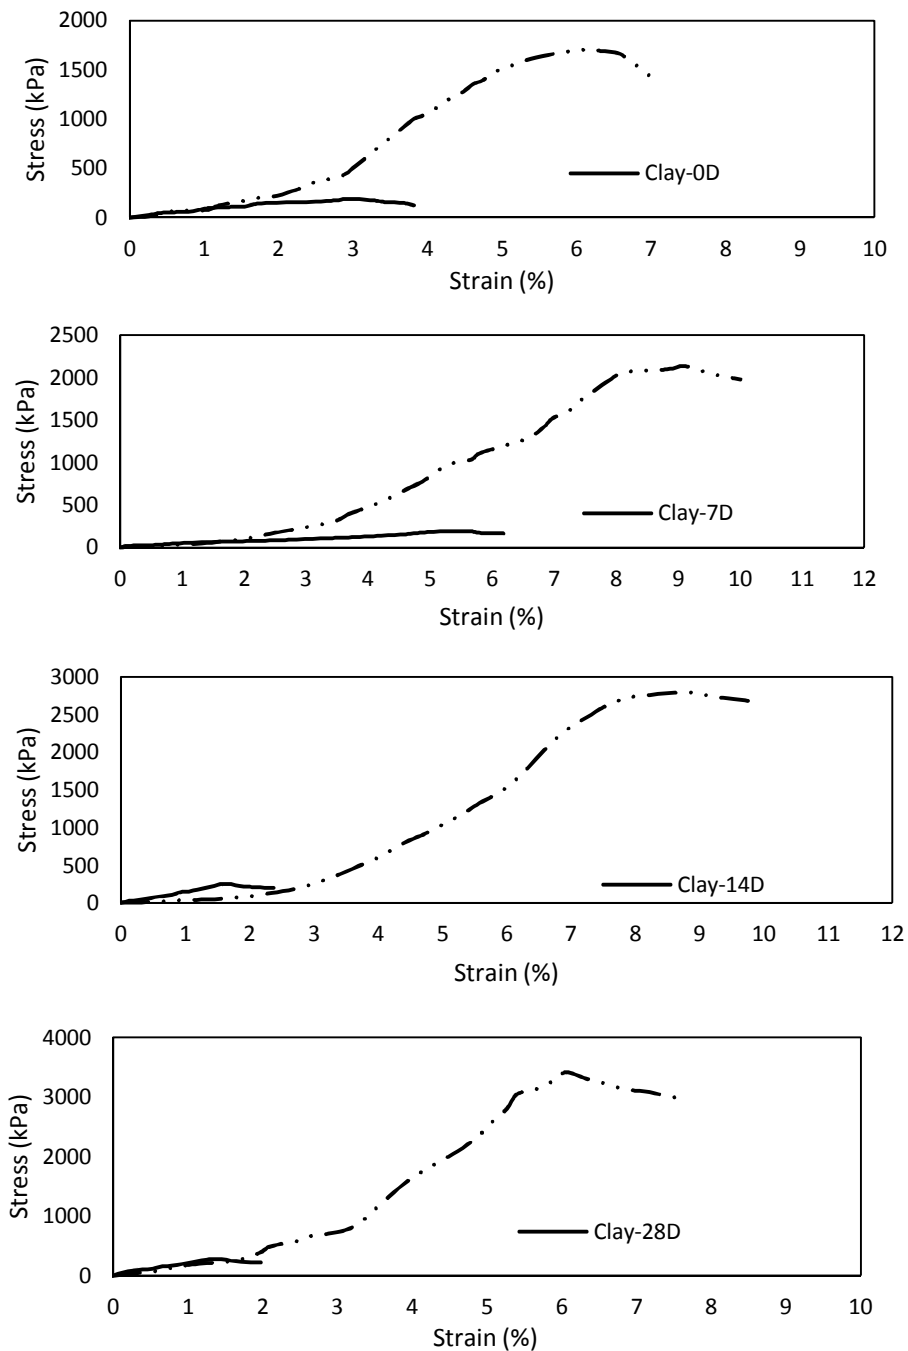 2000
1500
1000
500
0
Stress (kPa)
Clay-0D
0 1 2 3 4 5 6 7 8 9 10
Strain (%)
2500
2000
1500
1000
500
0
Stress (kPa)
Clay-7D
0 1 2 3 4 5 6 7 8 9 10 11 12
Strain (%)
3000
2500
2000
1500
1000
500
0
Stress (kPa)
Clay-14D
0 1 2 3 4 5 6 7 8 9 10 11 12
Strain (%)
4000
3000
2000
1000
0
Stress (kPa)
Clay-28D
0 1 2 3 4 5 6 7 8 9 10
Strain (%)